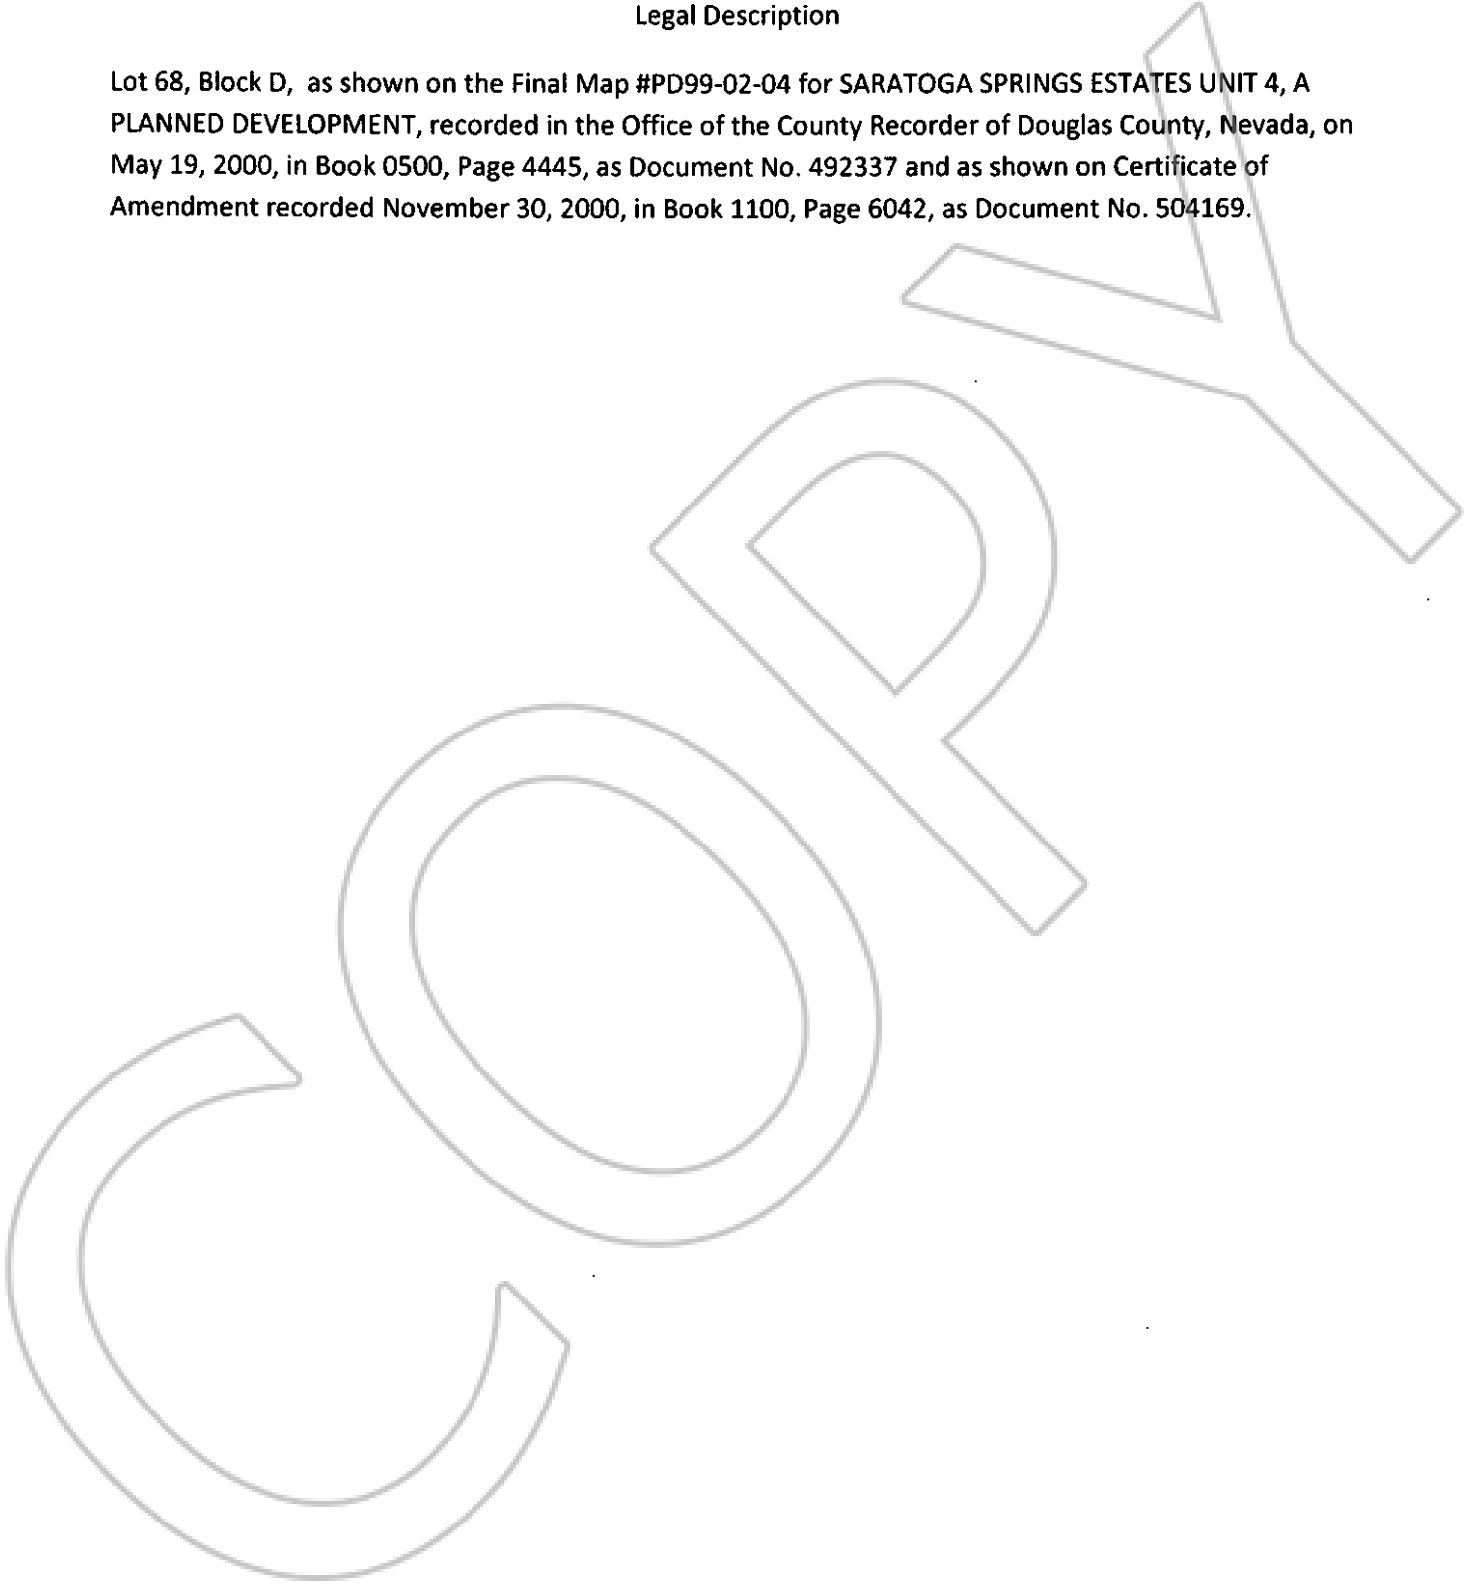 Legal Description
Lot 68, Block D, as shown on the Final Map #PD99-02-04 for SARATOGA SPRINGS ESTATES UNIT 4, A
PLANNED DEVELOPMENT, recorded in the Office of the County Recorder of Douglas County, Nevada, on
May 19, 2000, in Book 0500, Page 4445, as Document No. 492337 and as shown on Certificate of
Amendment recorded November 30, 2000, in Book 1100, Page 6042, as Document No. 504169.
COPY